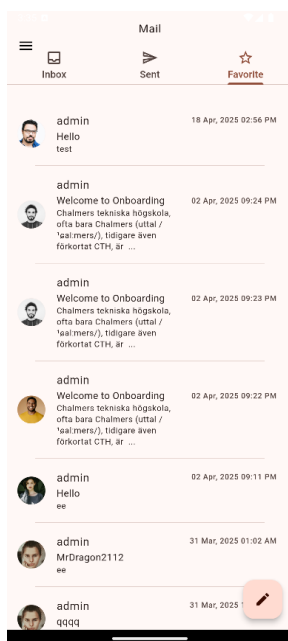 Mail
Inbox
Sent
Favorite
admin
18 Apr, 2025 02:56 PM
Hello
test
admin
Welcome to Onboarding
02 Apr, 2025 09:24 PM
Chalmers tekniska högskola,
ofta bara Chalmers (uttal /
ˈɕalːmers/), tidigare även
förkortat CTH, är ...
admin
Welcome to Onboarding
02 Apr, 2025 09:23 PM
Chalmers tekniska högskola,
ofta bara Chalmers (uttal /
ˈɕalːmers/), tidigare även
förkortat CTH, är ...
admin
Welcome to Onboarding
02 Apr, 2025 09:22 PM
Chalmers tekniska högskola,
ofta bara Chalmers (uttal /
ˈɕalːmers/), tidigare även
förkortat CTH, är ...
admin
02 Apr, 2025 09:11 PM
Hello
ee
admin
31 Mar, 2025 01:02 AM
MrDragon2112
ee
admin
31 Mar, 2025
qqqq